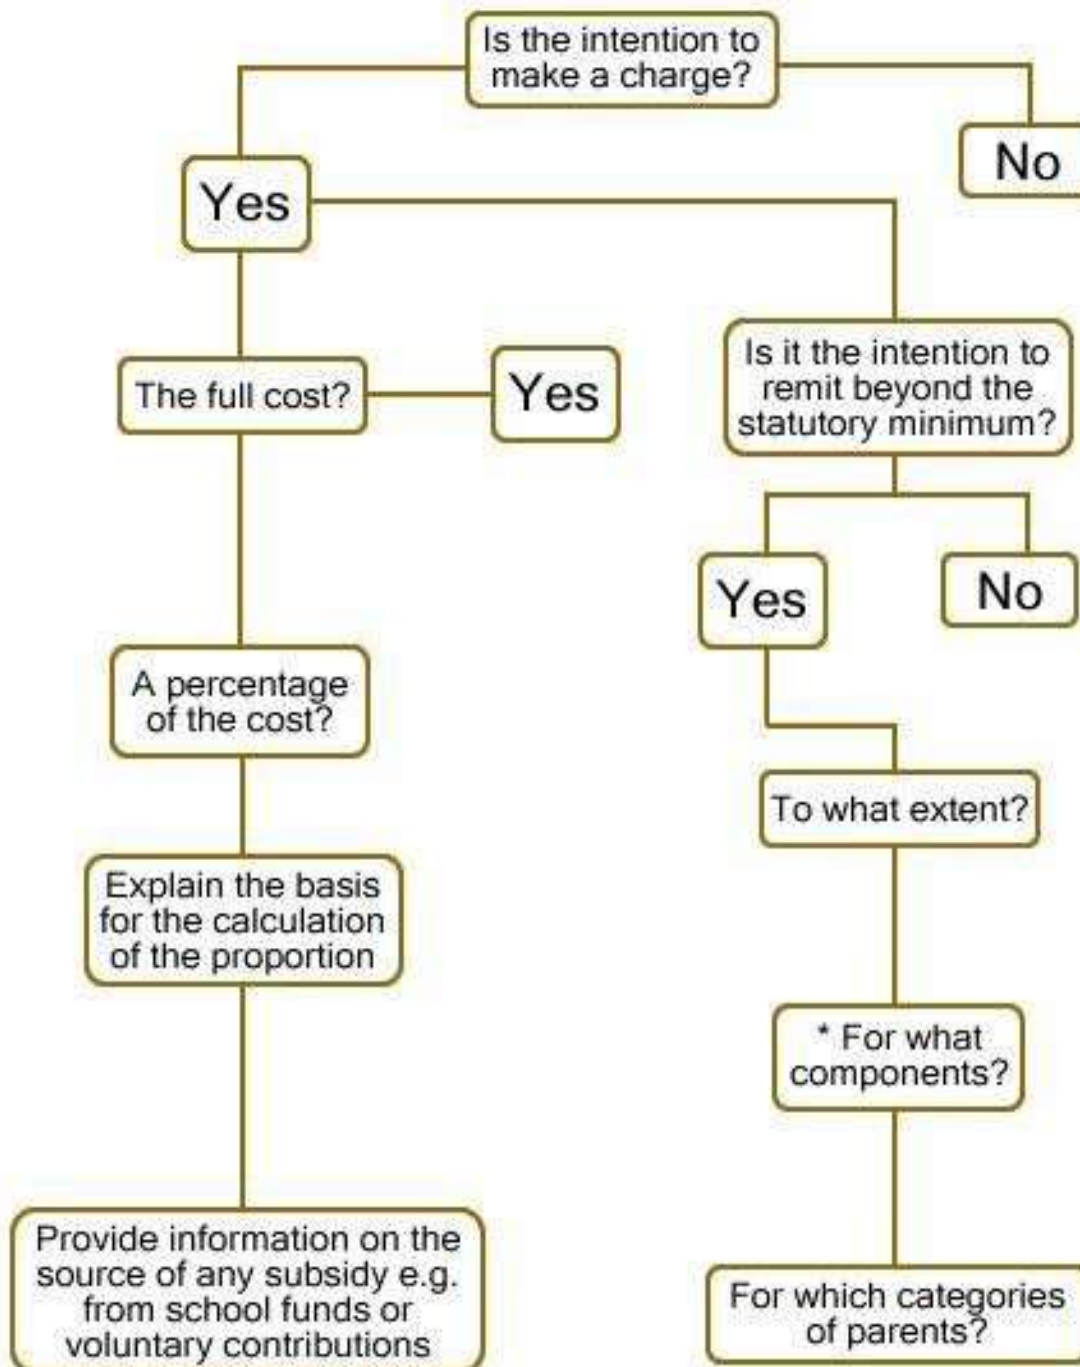 Is the intention to
make a charge?
No
Yes
The full cost?
Yes
Is it the intention to
remit beyond the
statutory minimum?
Yes
No
A percentage
of the cost?
To what extent?
Explain the basis
for the calculation
of the proportion
* For what
components?
Provide information on the
source of any subsidy e.g.
from school funds or
voluntary contributions
For which categories
of parents?